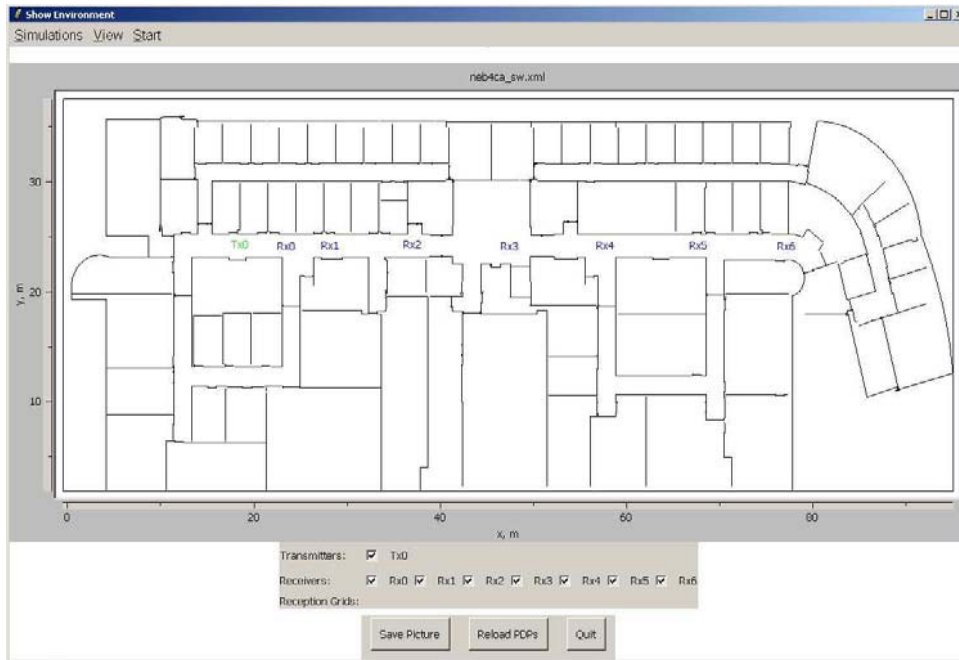 Show Environment
Simulations View Start
neb4ca_sw.xml
30
Tx0 Rx0 Rx1 Rx2 Rx3 Rx4 Rx5 Rx6
y, m
20
10
0 20 40 60 80
x, m
Transmitters: Tx0
Receivers: Rx0 Rx1 Rx2 Rx3 Rx4 Rx5 Rx6
Reception Grids:
Save Picture Reload PDPs Quit